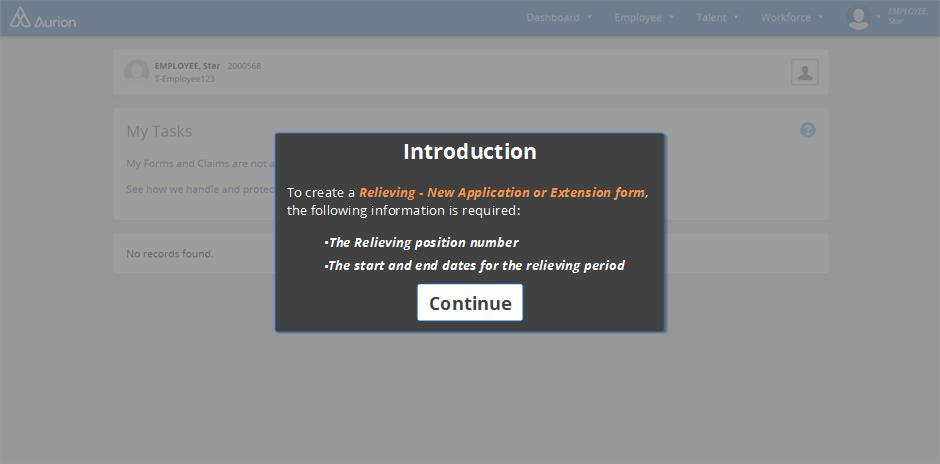 Aurion
Dashboard
Employee
Talent
Workforce
EMPLOYEE,
Star
EMPLOYEE, Star 2000568
T-Employee123
My Tasks
?
My Forms and Claims are not a
See how we handle and protec
No records found.
Introduction
To create a Relieving - New Application or Extension form,
the following information is required:
•The Relieving position number
•The start and end dates for the relieving period
Continue